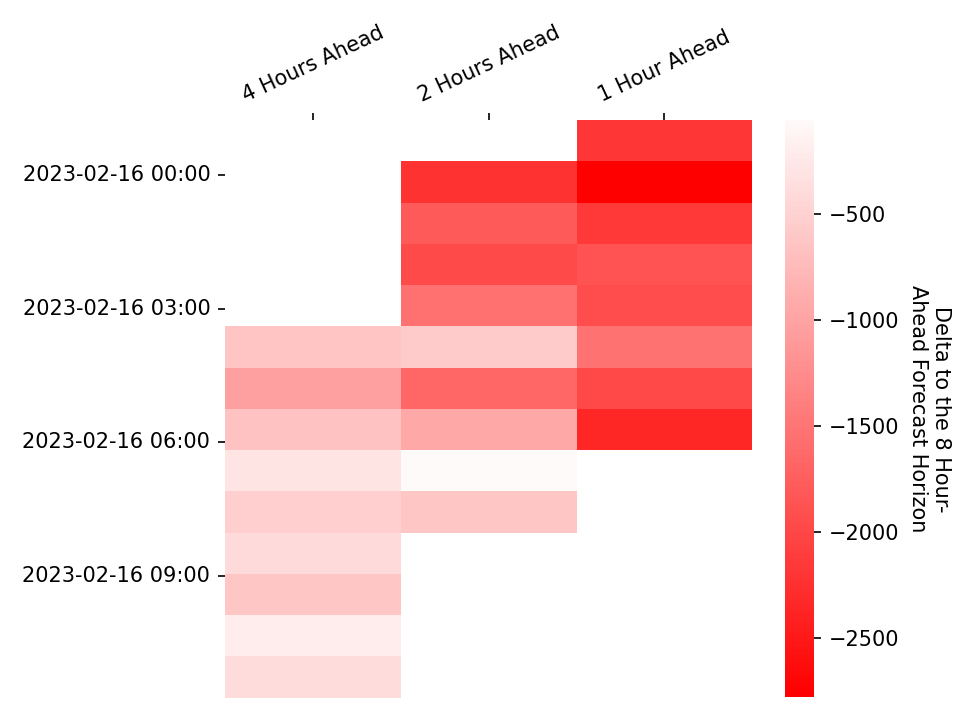 4 Hours Ahead
2 Hours Ahead
1 Hour Ahead
2023-02-16 00:00
2023-02-16 03:00
2023-02-16 06:00
2023-02-16 09:00
−500
−1000
−1500
−2000
−2500
Delta to the 8 Hour-
Ahead Forecast Horizon